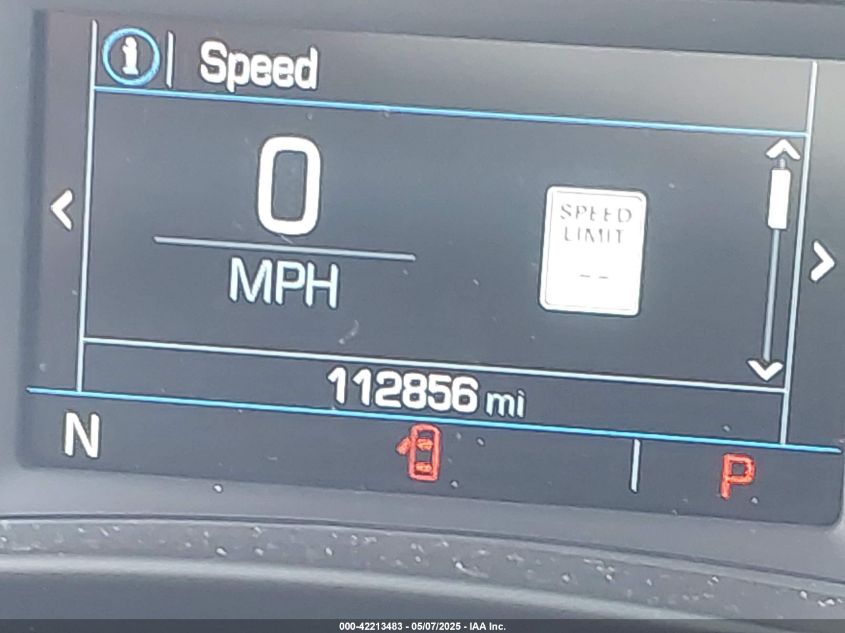 i Speed
0
MPH
SPEED
LIMIT
--
112856 mi
N P
000-42213483 - 05/07/2025 - IAA Inc.